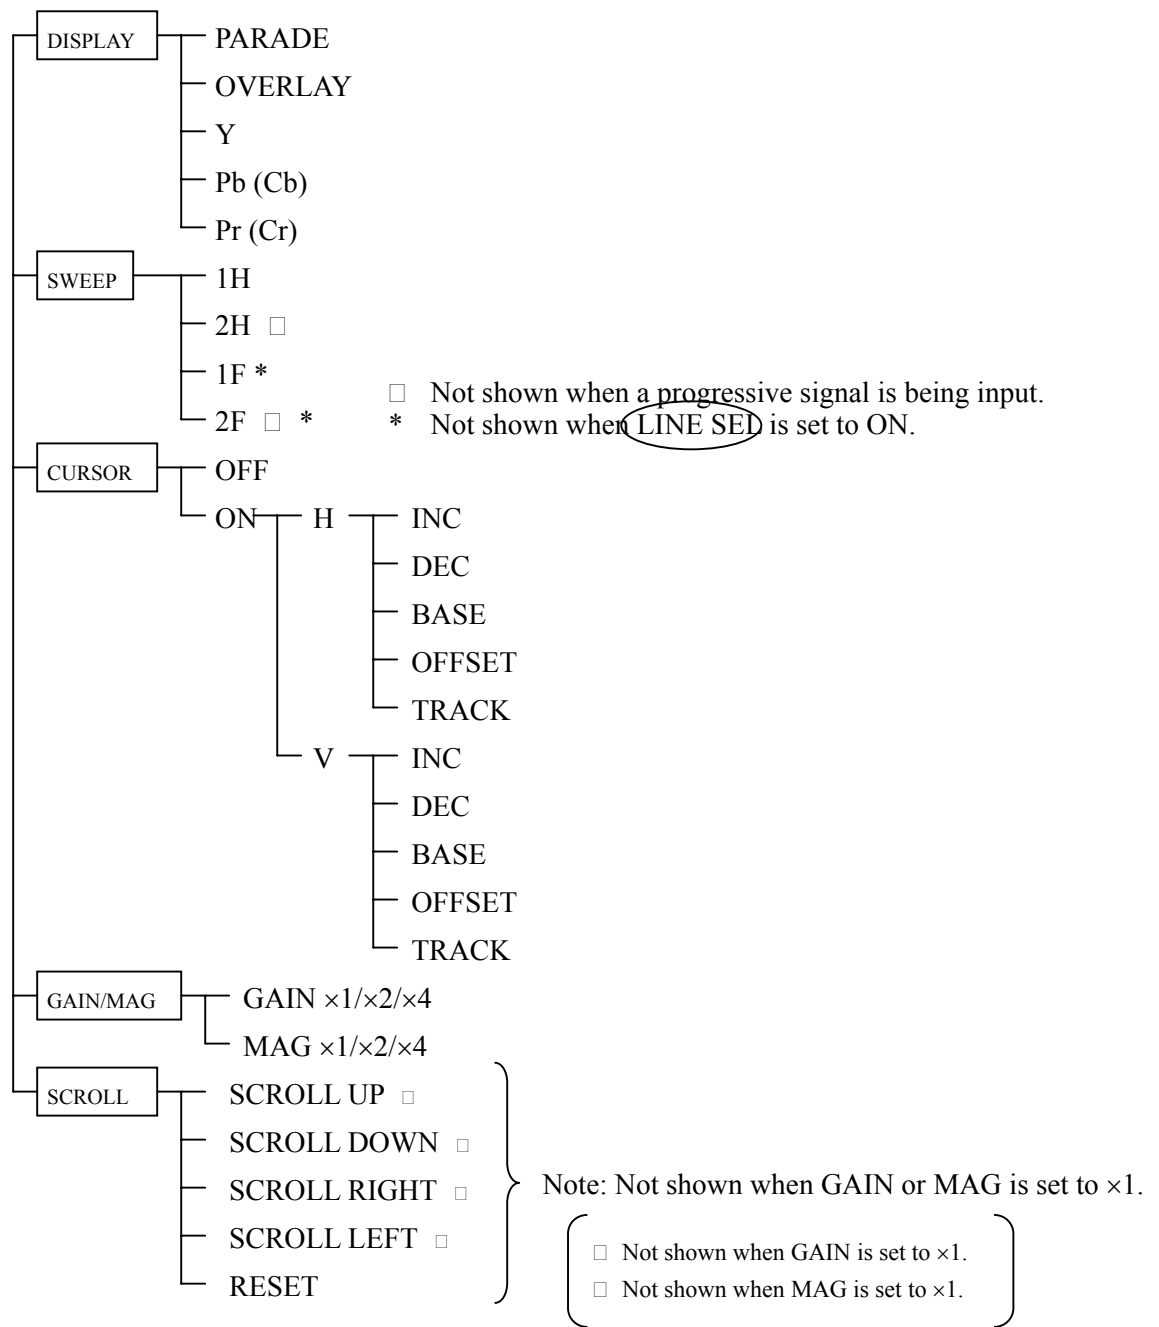 DISPLAY
PARADE
OVERLAY
Y
Pb (Cb)
Pr (Cr)
SWEEP
1H
2H □
1F *
2F □ *
□ Not shown when a progressive signal is being input.
* Not shown when LINE SEL is set to ON.
CURSOR
OFF
ON H INC
DEC
BASE
OFFSET
TRACK
V INC
DEC
BASE
OFFSET
TRACK
GAIN/MAG
GAIN ×1/×2/×4
MAG ×1/×2/×4
SCROLL
SCROLL UP □
SCROLL DOWN □
SCROLL RIGHT □
SCROLL LEFT □
RESET
Note: Not shown when GAIN or MAG is set to ×1.
□ Not shown when GAIN is set to ×1.
□ Not shown when MAG is set to ×1.